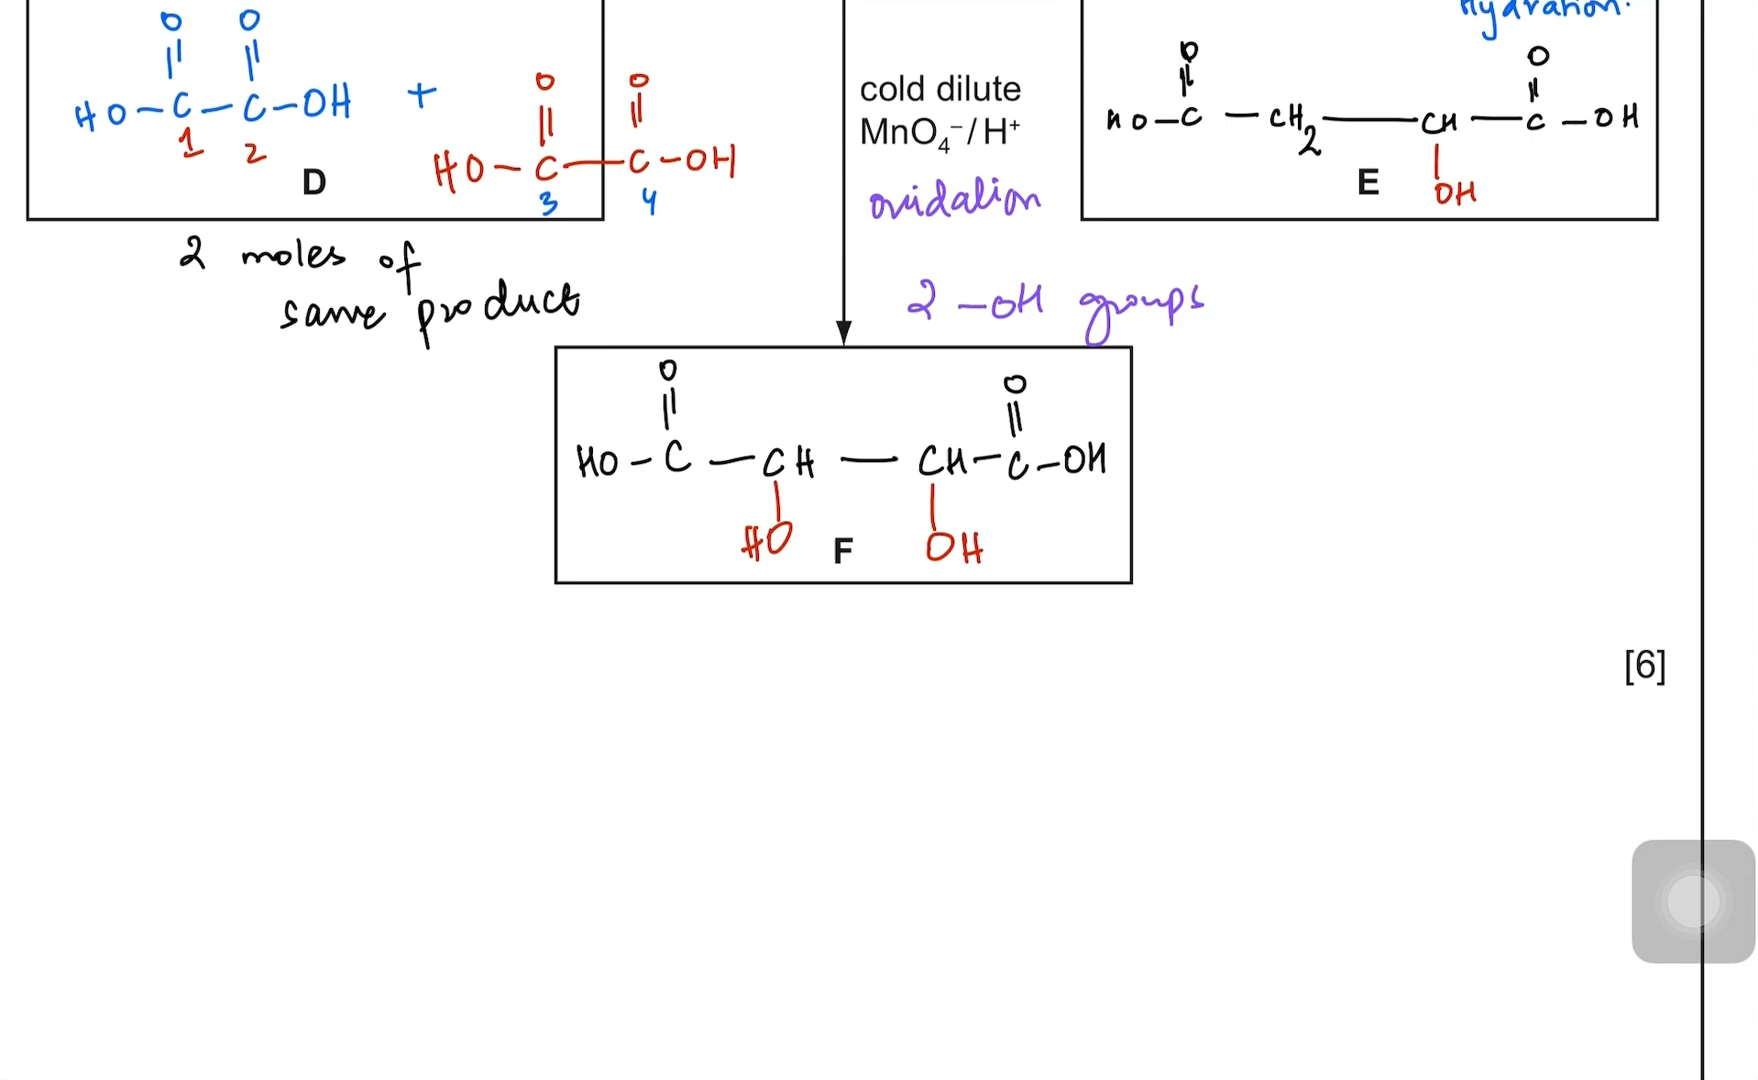 hydration.
O O
HO-C-C-OH +
1 2
D
O O
HO-C-C-OH
3 4
2 moles of
same product
cold dilute
MnO₄⁻/H⁺
oxidation
2 -OH groups
O O
HO-C-CH₂-CH-C-OH
OH
E
O O
HO-C-CH-CH-C-OH
HO OH
F
[6]